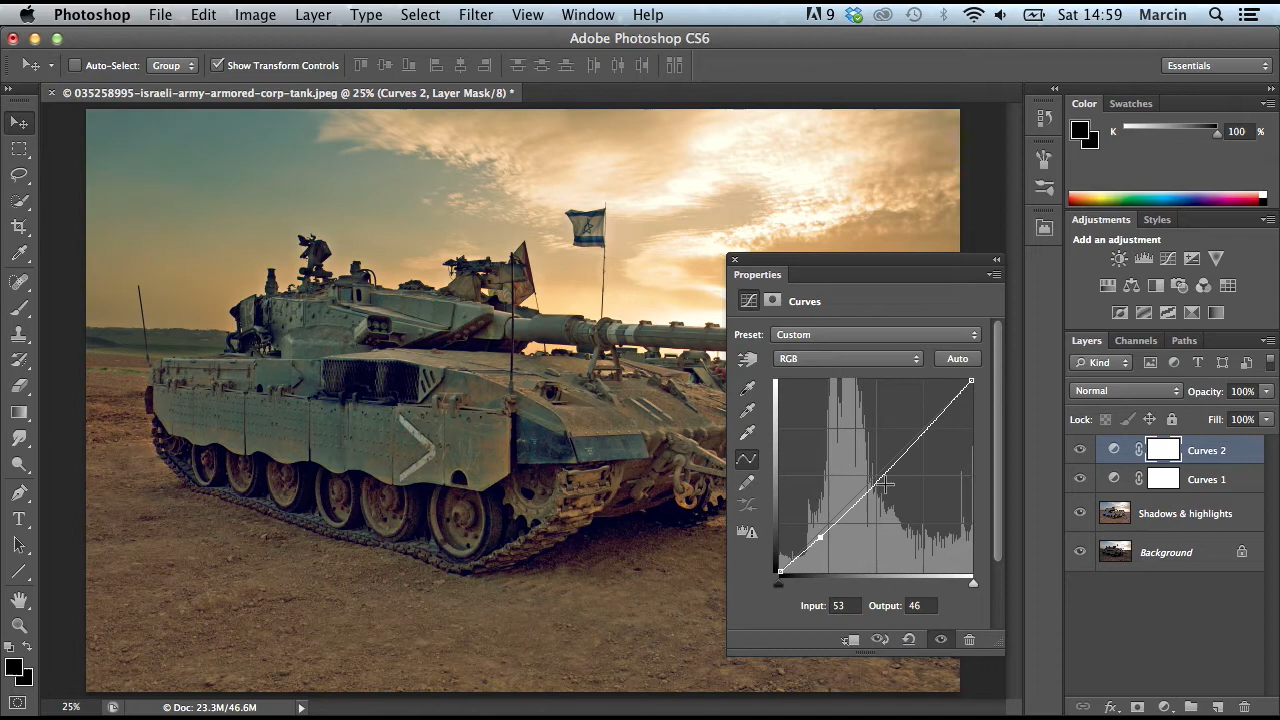 Photoshop File Edit Image Layer Type Select Filter View Window Help 9 Sat 14:59 Marcin
Adobe Photoshop CS6
Auto-Select: Group Show Transform Controls Essentials
× © 035258995-israeli-army-armored-corp-tank.jpeg @ 25% (Curves 2, Layer Mask/8) *
Color Swatches
K 100 %
Adjustments Styles
Add an adjustment
Properties
Curves
Preset: Custom
RGB Auto
Input: 53 Output: 46
Layers Channels Paths
Kind
Normal Opacity: 100%
Lock: Fill: 100%
Curves 2
Curves 1
Shadows & highlights
Background
fx
25% © Doc: 23.3M/46.6M